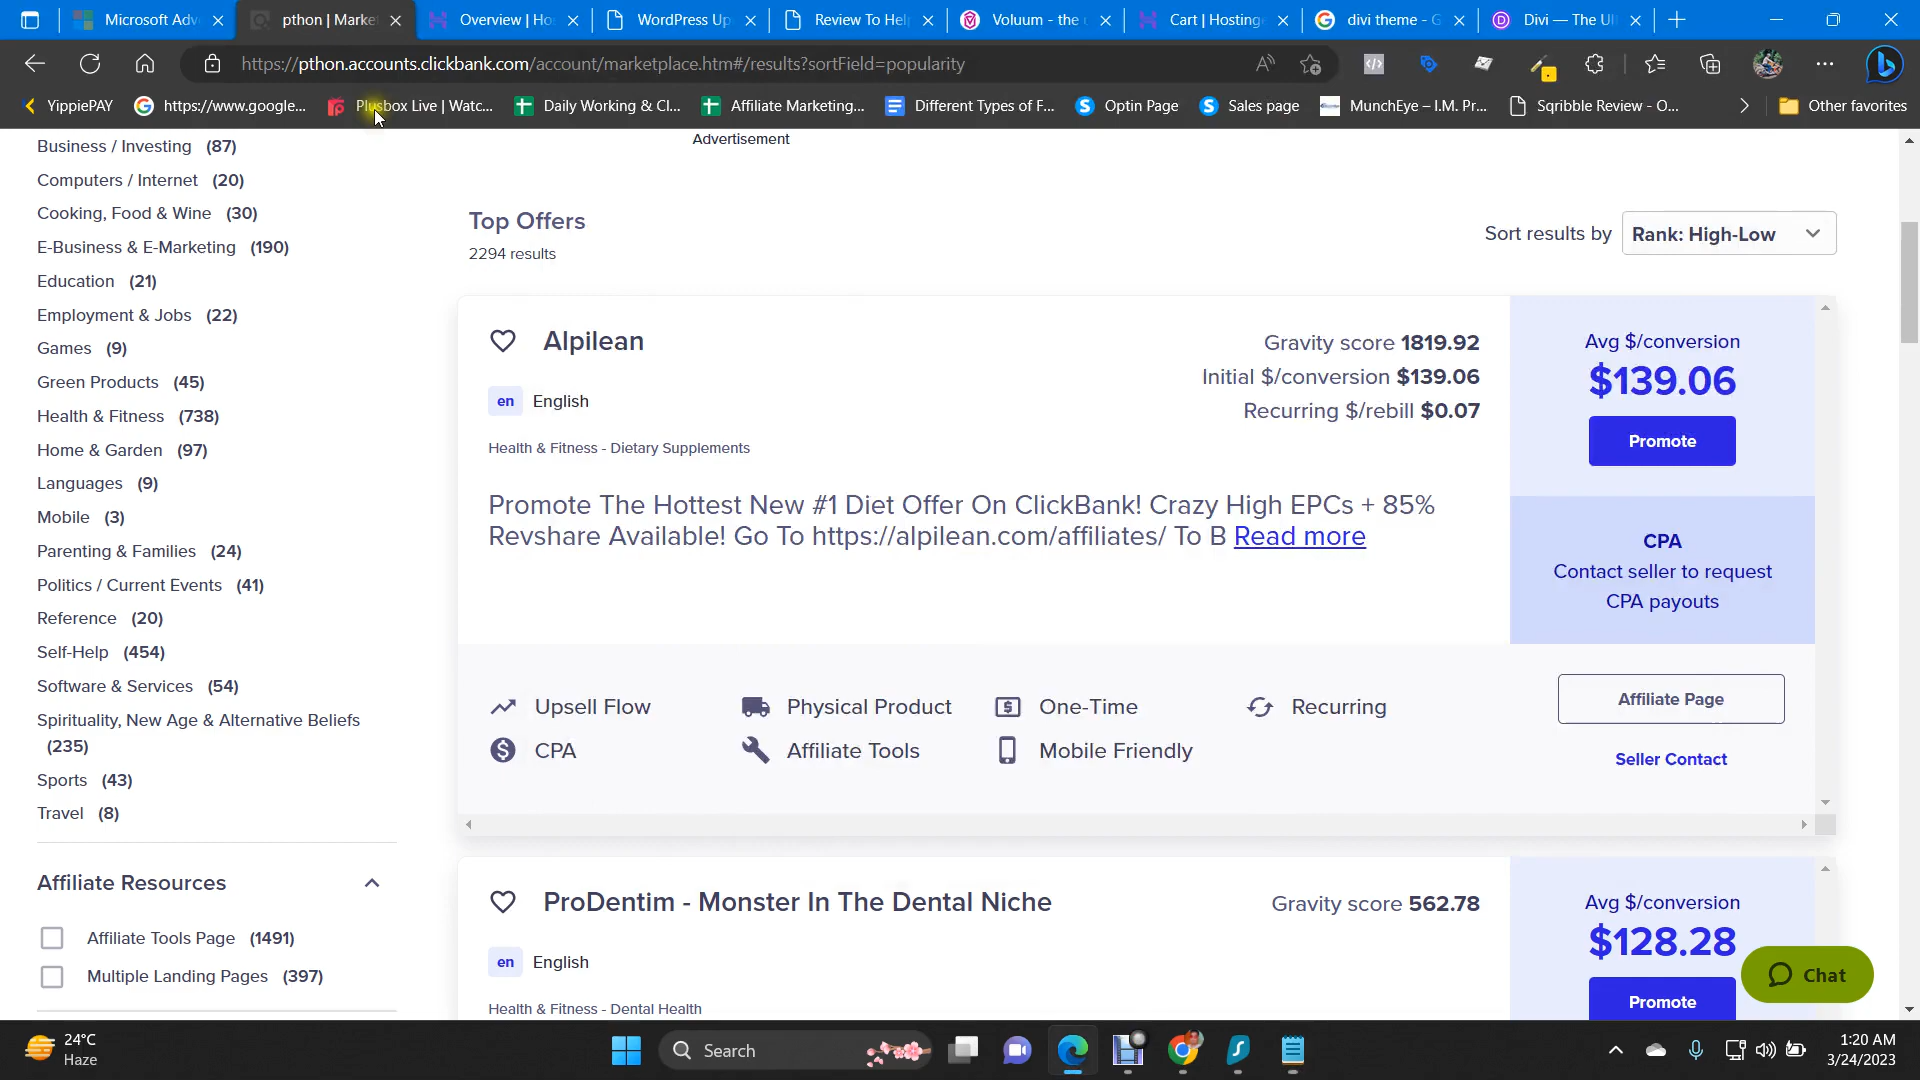 Microsoft Adv
pthon | Marke
Overview | Ho
WordPress Up
Review To Hel
Voluum - the
Cart | Hostinge
divi theme - G
Divi — The Ul
https://pthon.accounts.clickbank.com/account/marketplace.htm#/results?sortField=popularity
YippiePAY
https://www.google...
Plusbox Live | Watc...
Daily Working & Cl...
Affiliate Marketing...
Different Types of F...
Optin Page
Sales page
MunchEye – I.M. Pr...
Sqribble Review - O...
Other favorites
Advertisement
Business / Investing (87)
Computers / Internet (20)
Cooking, Food & Wine (30)
E-Business & E-Marketing (190)
Education (21)
Employment & Jobs (22)
Games (9)
Green Products (45)
Health & Fitness (738)
Home & Garden (97)
Languages (9)
Mobile (3)
Parenting & Families (24)
Politics / Current Events (41)
Reference (20)
Self-Help (454)
Software & Services (54)
Spirituality, New Age & Alternative Beliefs
(235)
Sports (43)
Travel (8)
Affiliate Resources
Affiliate Tools Page (1491)
Multiple Landing Pages (397)
Top Offers
2294 results
Sort results by Rank: High-Low
Alpilean
en English
Health & Fitness - Dietary Supplements
Gravity score 1819.92
Initial $/conversion $139.06
Recurring $/rebill $0.07
Promote The Hottest New #1 Diet Offer On ClickBank! Crazy High EPCs + 85%
Revshare Available! Go To https://alpilean.com/affiliates/ To B Read more
Avg $/conversion
$139.06
Promote
CPA
Contact seller to request
CPA payouts
Upsell Flow
Physical Product
One-Time
Recurring
CPA
Affiliate Tools
Mobile Friendly
Affiliate Page
Seller Contact
ProDentim - Monster In The Dental Niche
Gravity score 562.78
en English
Health & Fitness - Dental Health
Avg $/conversion
$128.28
Promote
Chat
24°C
Haze
Search
1:20 AM
3/24/2023